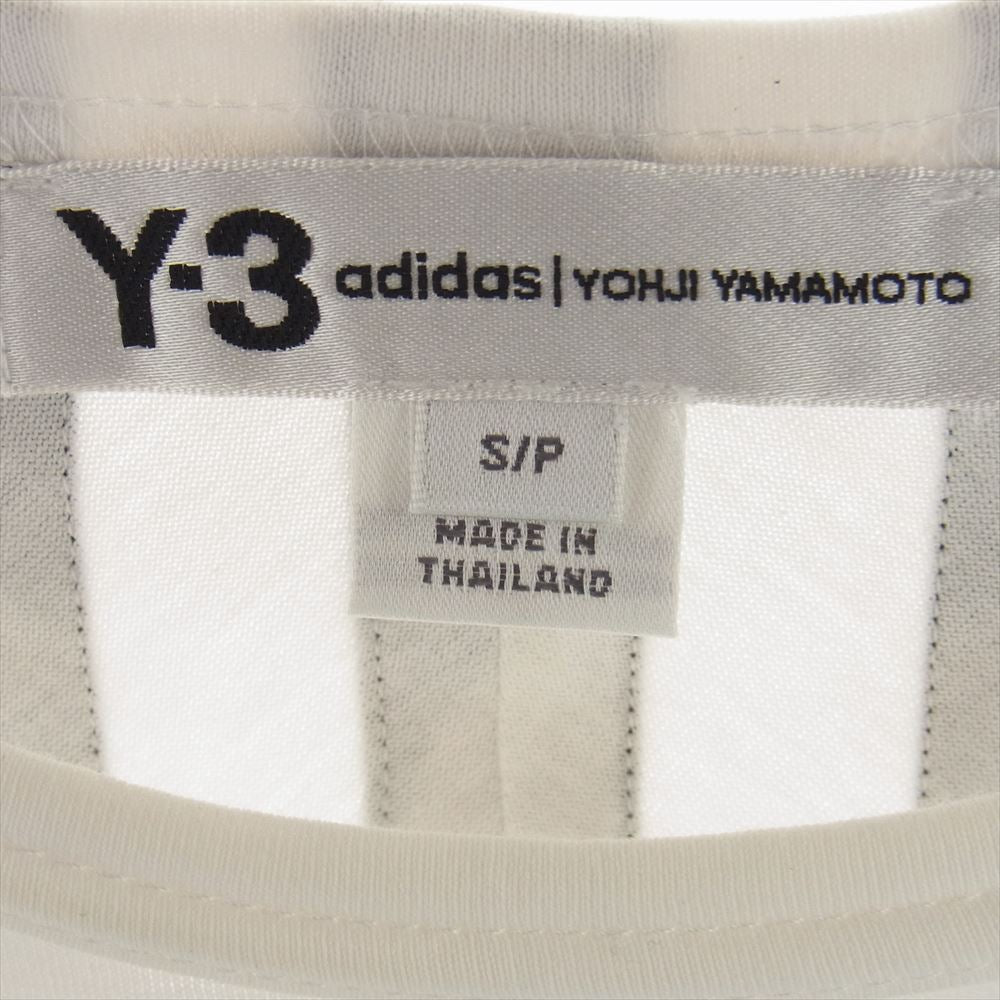 Y-3 adidas | YOHJI YAMAMOTO
S/P
MADE IN
THAILAND